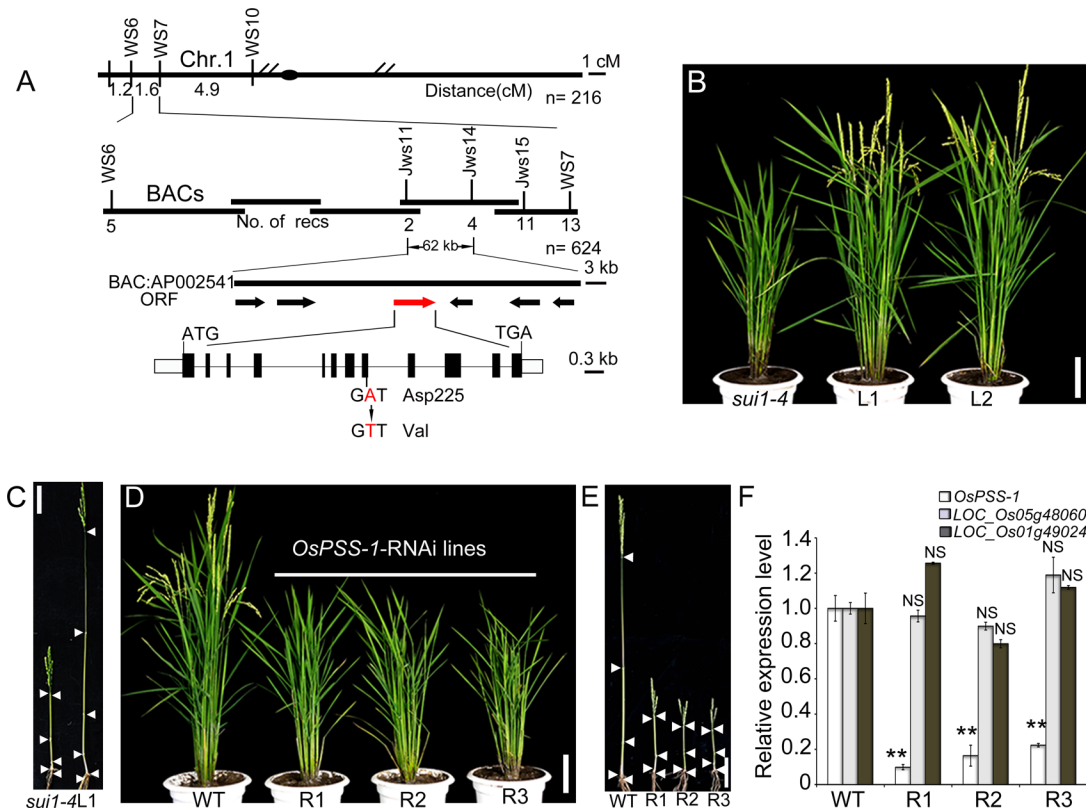 A
WS6
WS7
WS10
Chr.1
1 cM
1.2
1.6
4.9
Distance(cM)
n= 216
WS6
Jws11
Jws14
Jws15
WS7
BACs
No. of recs
5
2
4
11
13
62 kb
n= 624
3 kb
BAC:AP002541
ORF
ATG
TGA
0.3 kb
GAT Asp225
GTT Val
B
sui1-4
L1
L2
C
sui1-4
L1
D
OsPSS-1-RNAi lines
WT
R1
R2
R3
E
WT
R1
R2
R3
F
OsPSS-1
LOC_Os05g48060
LOC_Os01g49024
Relative expression level
1.4
1.2
1.0
0.8
0.6
0.4
0.2
0
**
NS
NS
**
NS
NS
**
NS
NS
WT
R1
R2
R3